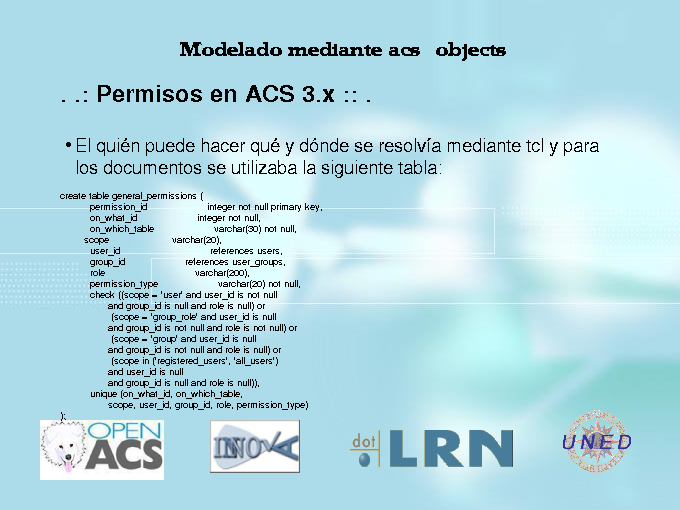 Modelado mediante acs objects
. .: Permisos en ACS 3.x :: .
• El quién puede hacer qué y dónde se resolvía mediante tcl y para
los documentos se utilizaba la siguiente tabla:
create table general_permissions (
permission_id integer not null primary key,
on_what_id integer not null,
on_which_table varchar(30) not null,
scope varchar(20),
user_id references users,
group_id references user_groups,
role varchar(200),
permission_type varchar(20) not null,
check ((scope = 'user' and user_id is not null
and group_id is null and role is null) or
(scope = 'group_role' and user_id is null
and group_id is not null and role is not null) or
(scope = 'group' and user_id is null
and group_id is not null and role is null) or
(scope in ('registered_users', 'all_users')
and user_id is null
and group_id is null and role is null)),
unique (on_what_id, on_which_table,
scope, user_id, group_id, role, permission_type)
);
OPEN
ACS
INNOVA
dot
LRN
UNED